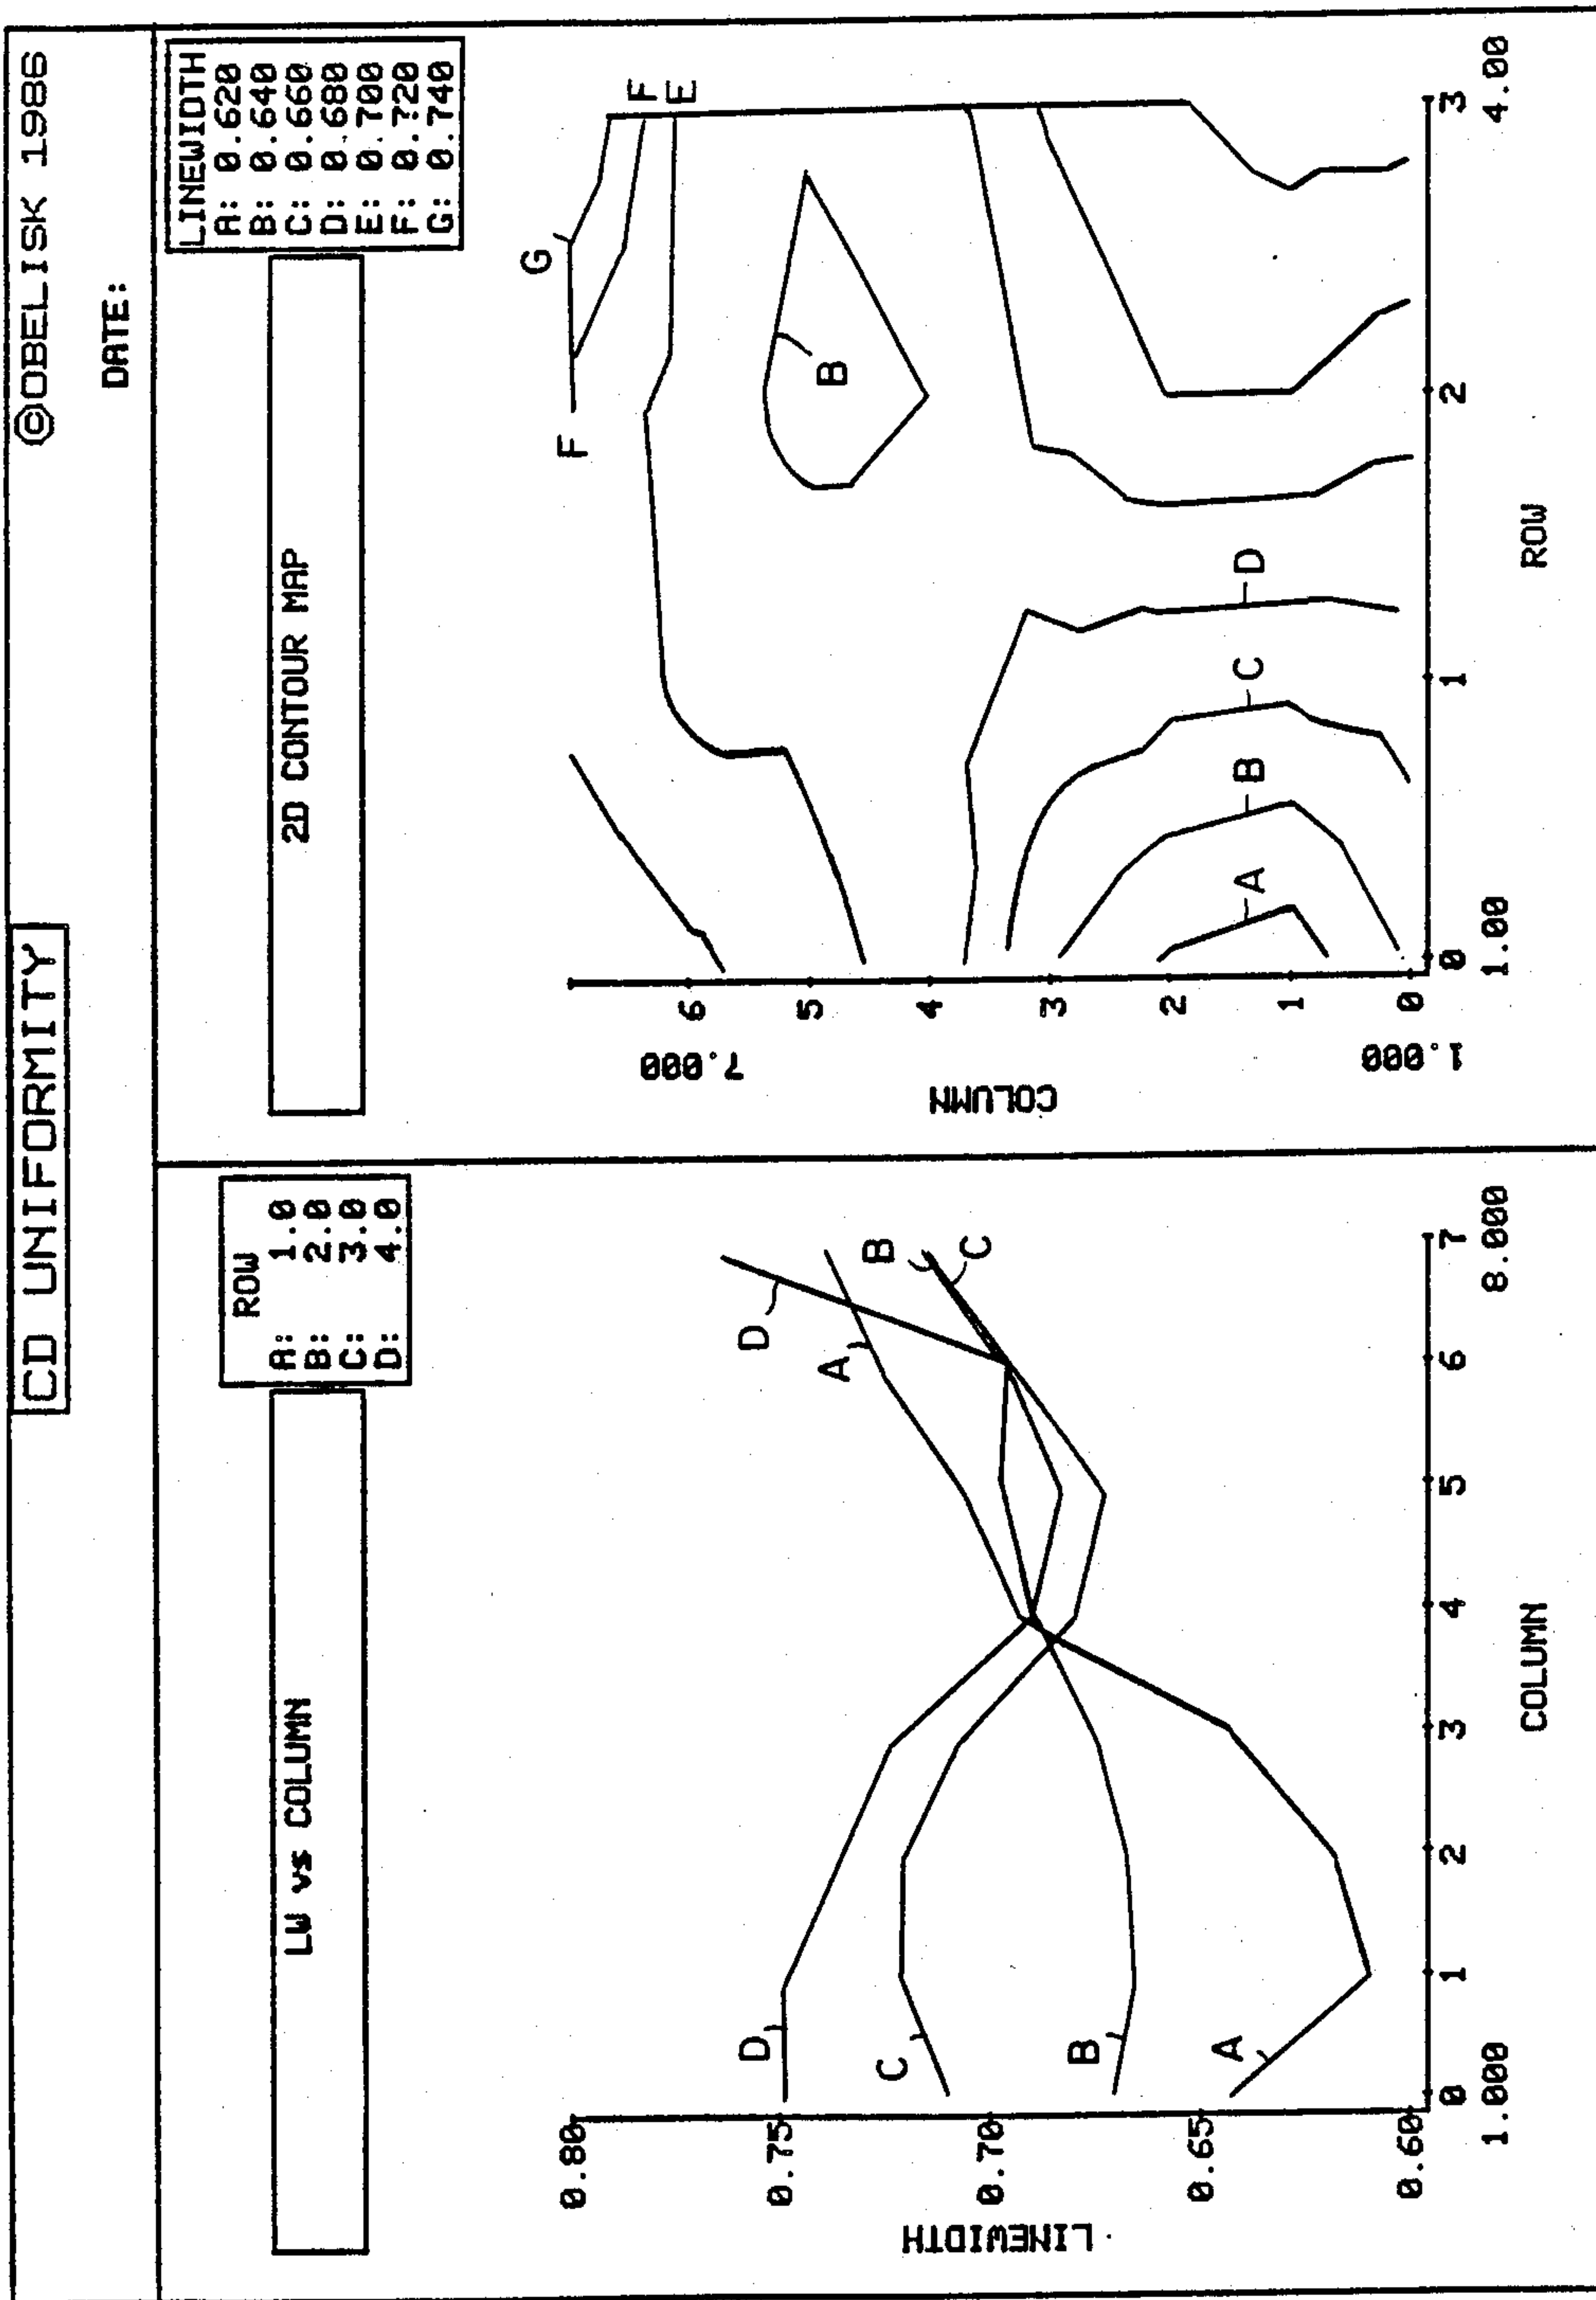 CD UNIFORMITY
©OBELISK 1986
DATE:
LW vs COLUMN
ROW
A: 1.0
B: 2.0
C: 3.0
D: 4.0
0.80
0.75
0.70
0.65
0.60
LINEWIDTH
D
C
B
A
D
A
B
C
0 1 2 3 4 5 6 7
1.000 8.000
COLUMN
2D CONTOUR MAP
LINEWIDTH
A: 0.620
B: 0.640
C: 0.660
D: 0.680
E: 0.700
F: 0.720
G: 0.740
7.000
COLUMN
1.000
6
5
4
3
2
1
0
F
G
F
E
B
A
B
C
D
0 1 2 3
1.00 4.00
ROW